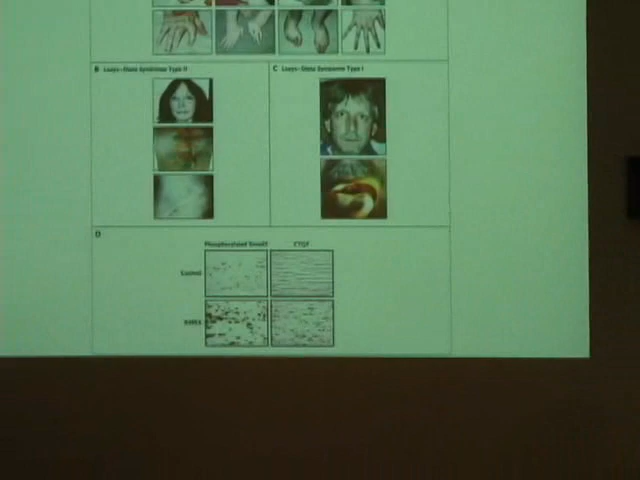 B Loeys–Dietz Syndrome Type II
C Loeys–Dietz Syndrome Type I
D
Phosphorylated Smad2
CTGF
Control